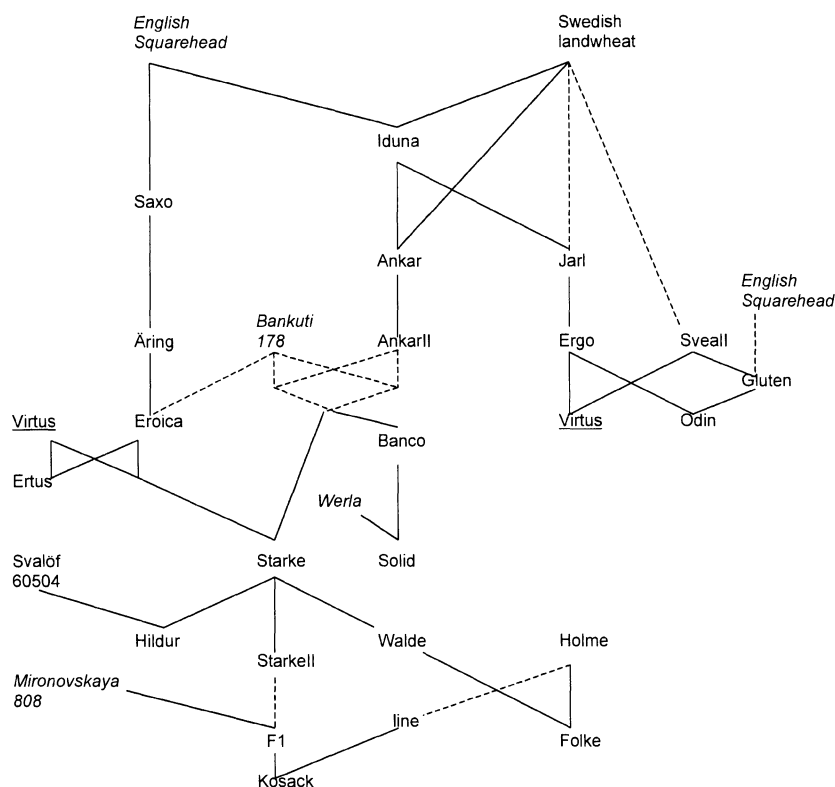 English
Squarehead
Swedish
landwheat
Iduna
Saxo
Ankar
Jarl
English
Squarehead
Bankuti
178
Äring
AnkarII
Ergo
SveaII
Gluten
Virtus
Eroica
Virtus
Odin
Banco
Ertus
Werla
Svalöf
60504
Starke
Solid
Hildur
Walde
Holme
StarkeII
Mironovskaya
808
line
F1
Folke
Kosack